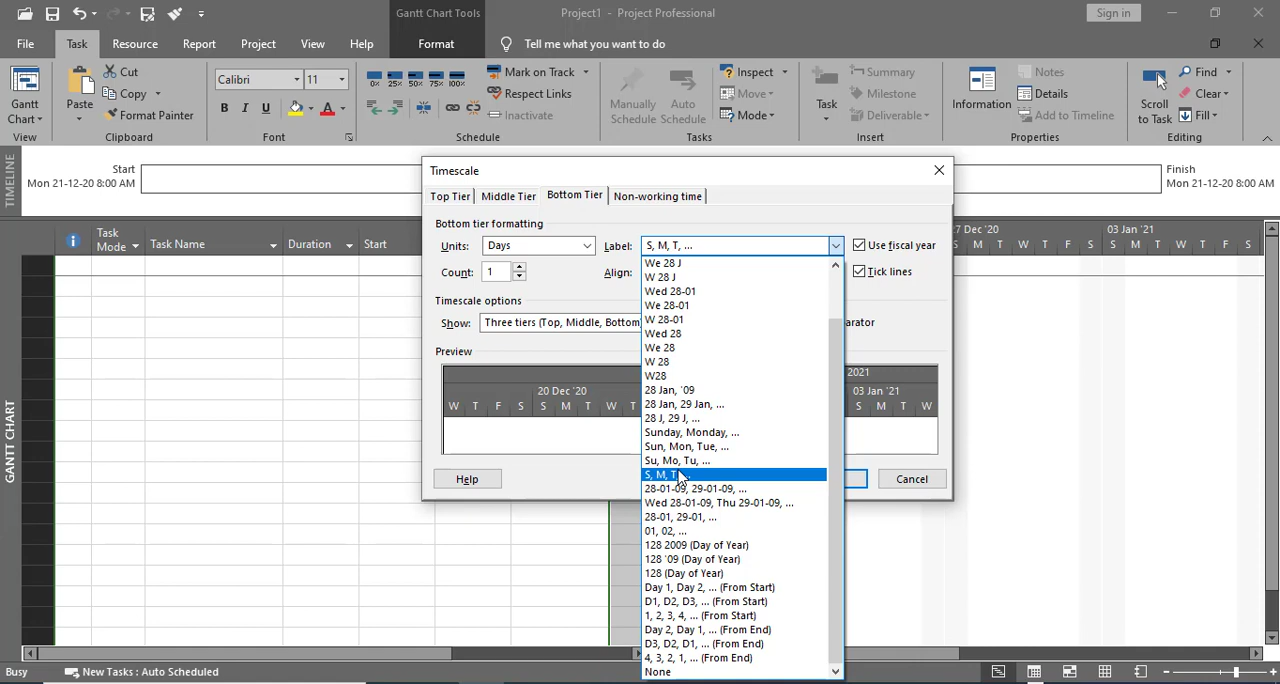 Gantt Chart Tools
Project1 - Project Professional
Sign in
File
Task
Resource
Report
Project
View
Help
Format
Tell me what you want to do
Gantt Chart
View
Paste
Cut
Copy
Format Painter
Clipboard
Calibri
11
B I U
A
Font
0% 25% 50% 75% 100%
Mark on Track
Respect Links
Inactivate
Schedule
Manually Schedule
Auto Schedule
Inspect
Move
Mode
Tasks
Task
Summary
Milestone
Deliverable
Insert
Information
Notes
Details
Add to Timeline
Properties
Scroll to Task
Find
Clear
Fill
Editing
TIMELINE
Start
Mon 21-12-20 8:00 AM
Finish
Mon 21-12-20 8:00 AM
Task Mode
Task Name
Duration
Start
27 Dec '20
03 Jan '21
S M T W T F S S M T W T F S
GANTT CHART
Timescale
Top Tier
Middle Tier
Bottom Tier
Non-working time
Bottom tier formatting
Units: Days
Label: S, M, T, ...
Use fiscal year
Count: 1
Align:
Tick lines
Timescale options
Show: Three tiers (Top, Middle, Bottom)
arator
Preview
2021
20 Dec '20
03 Jan '21
W T F S S M T W T
S M T W
Help
Cancel
We 28 J
W 28 J
Wed 28-01
We 28-01
W 28-01
Wed 28
We 28
W 28
W28
28 Jan, '09
28 Jan, 29 Jan, ...
28 J, 29 J, ...
Sunday, Monday, ...
Sun, Mon, Tue, ...
Su, Mo, Tu, ...
S, M, T, ...
28-01-09, 29-01-09, ...
Wed 28-01-09, Thu 29-01-09, ...
28-01, 29-01, ...
01, 02, ...
128 2009 (Day of Year)
128 '09 (Day of Year)
128 (Day of Year)
Day 1, Day 2, ... (From Start)
D1, D2, D3, ... (From Start)
1, 2, 3, 4, ... (From Start)
Day 2, Day 1, ... (From End)
D3, D2, D1, ... (From End)
4, 3, 2, 1, ... (From End)
None
Busy
New Tasks : Auto Scheduled